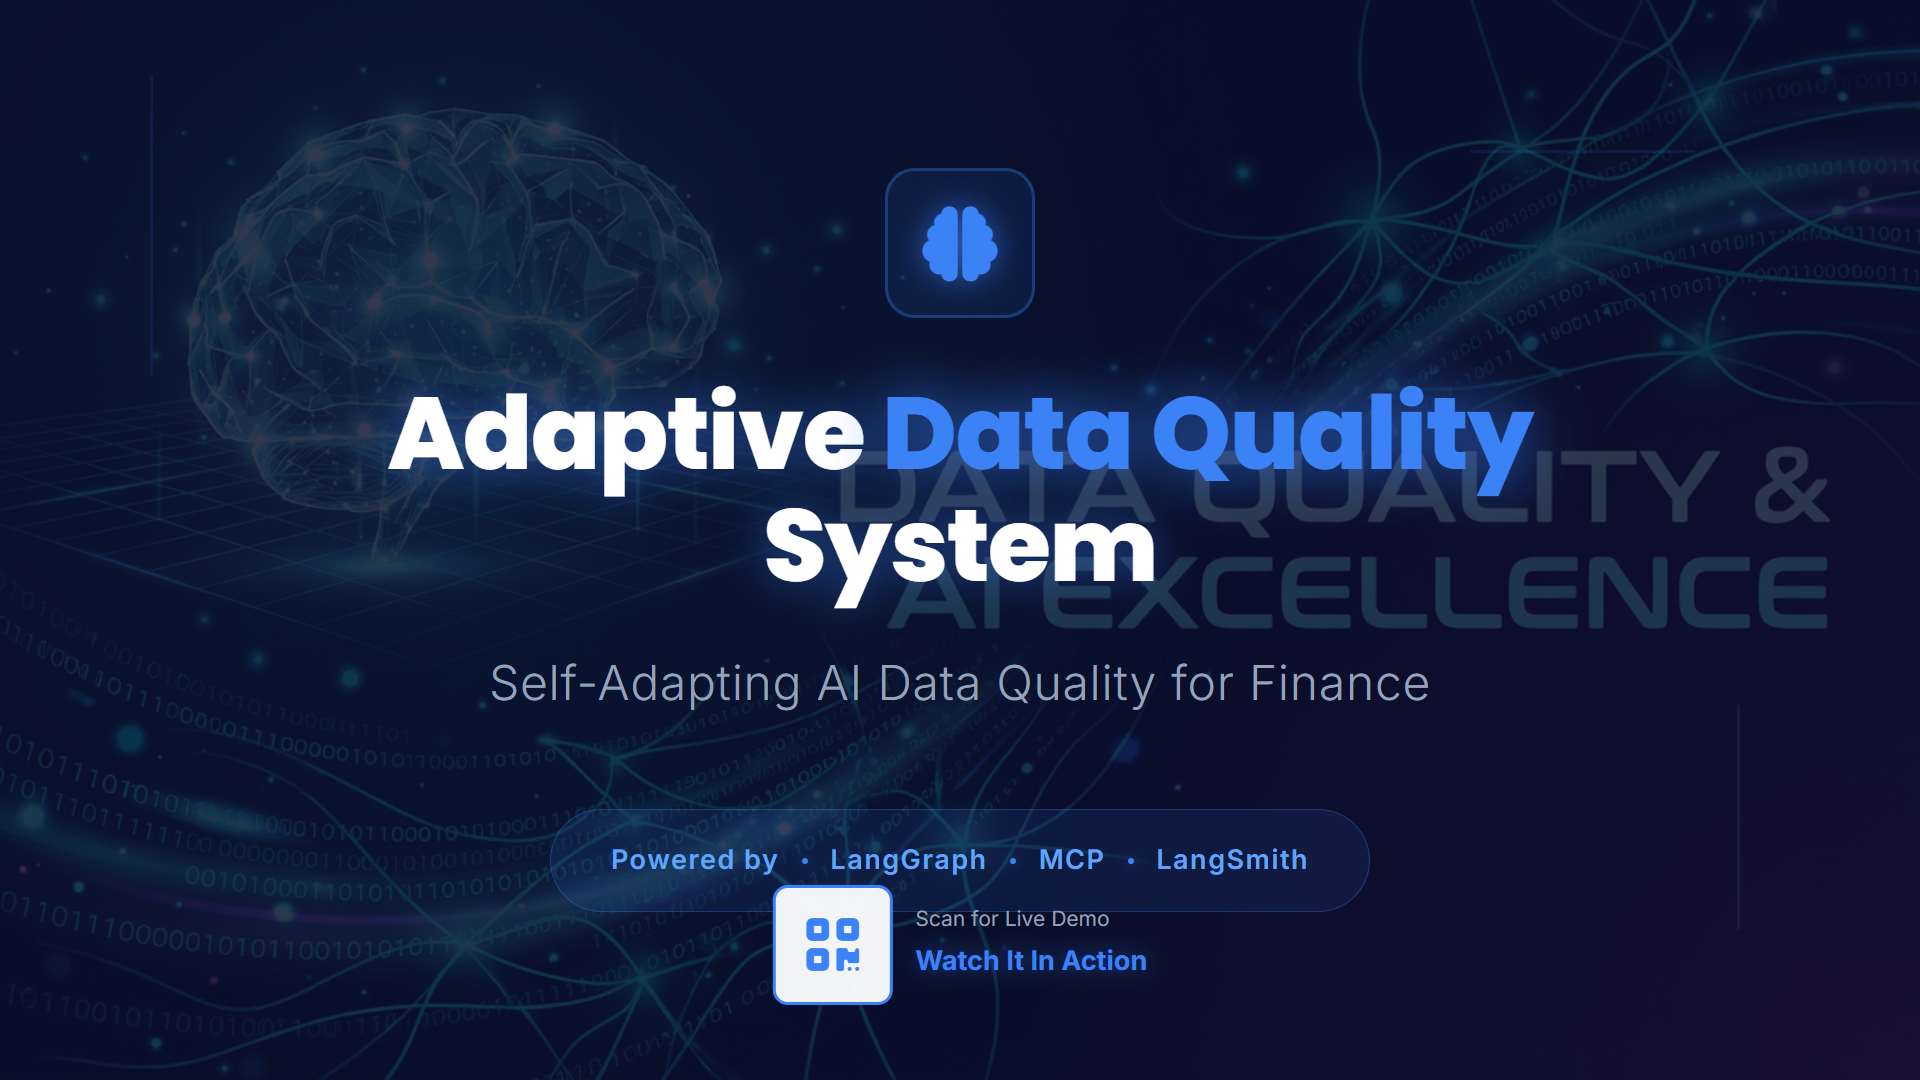 Adaptive Data Quality
System
DATA QUALITY &
AI EXCELLENCE
Self-Adapting AI Data Quality for Finance
Powered by • LangGraph • MCP • LangSmith
Scan for Live Demo
Watch It In Action